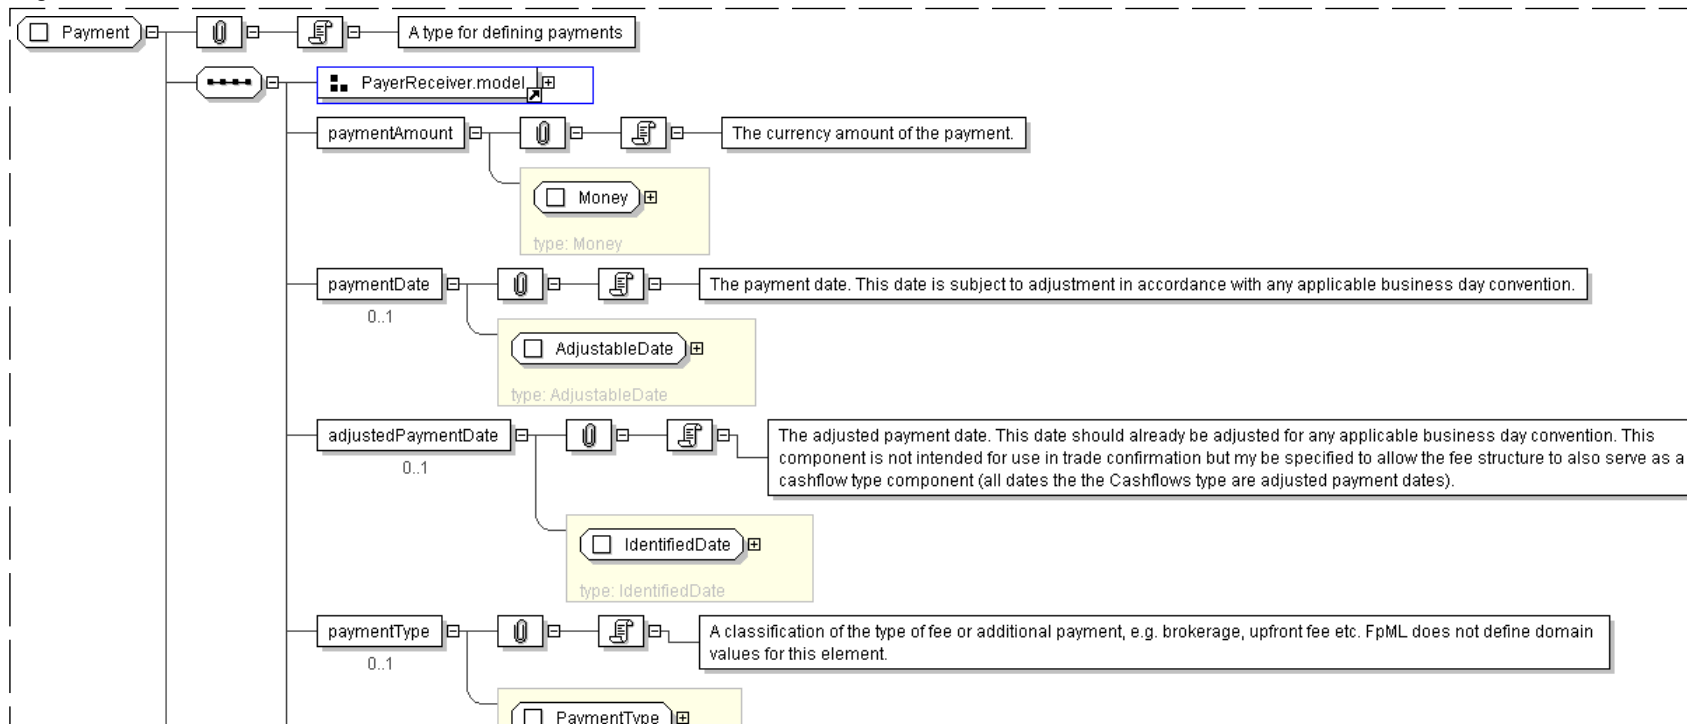 Payment
A type for defining payments
PayerReceiver.model
paymentAmount
The currency amount of the payment.
Money
type: Money
paymentDate
The payment date. This date is subject to adjustment in accordance with any applicable business day convention.
0..1
AdjustableDate
type: AdjustableDate
adjustedPaymentDate
The adjusted payment date. This date should already be adjusted for any applicable business day convention. This
component is not intended for use in trade confirmation but my be specified to allow the fee structure to also serve as a
cashflow type component (all dates the the Cashflows type are adjusted payment dates).
0..1
IdentifiedDate
type: IdentifiedDate
paymentType
A classification of the type of fee or additional payment, e.g. brokerage, upfront fee etc. FpML does not define domain
values for this element.
0..1
PaymentType